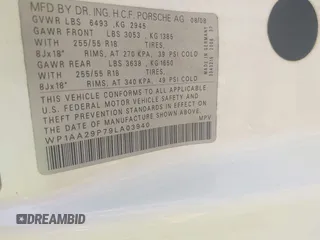 MFD BY DR. ING. H.C.F. PORSCHE AG 09/08
GVWR LBS 6493 ,KG 2945
GAWR FRONT LBS 3053 ,KG 1385
255/55 R18 TIRES,
8Jx18" RIMS, AT 270 KPA, 39 PSI COLD
GAWR REAR LBS 3638 ,KG 1650
255/55 R18 TIRES,
8Jx18" RIMS, AT 340 KPA, 49 PSI COLD
THIS VEHICLE CONFORMS TO ALL APPLICABLE
FEDERAL MOTOR VEHICLE SAFETY AND
THEFT PREVENTION STANDARDS IN EFFECT
ON THE DATE OF MANUFACTURE SHOWN ABOVE.
WP1AA29P79LA03940 MPV
MADE IN GERMANY
© DREAMBID